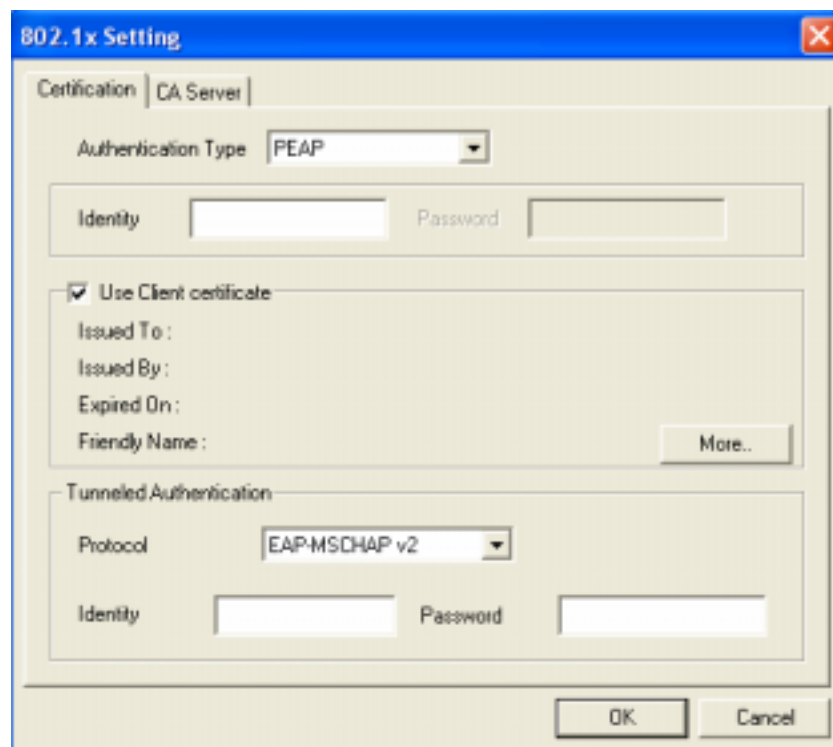 802.1x Setting
Certification CA Server
Authentication Type PEAP
Identity Password
Use Client certificate
Issued To :
Issued By :
Expired On :
Friendly Name : More..
Tunneled Authentication
Protocol EAP-MSCHAP v2
Identity Password
OK Cancel